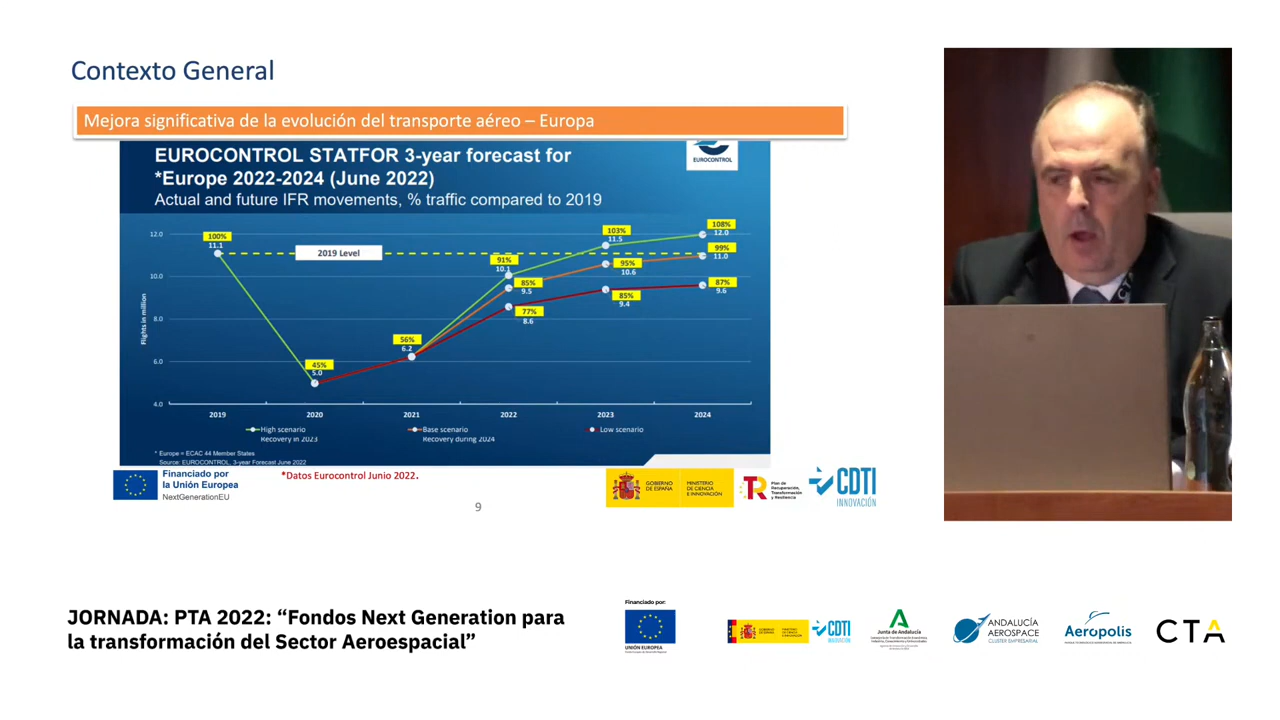 Contexto General
Mejora significativa de la evolución del transporte aéreo – Europa
EUROCONTROL STATFOR 3-year forecast for
*Europe 2022-2024 (June 2022)
Actual and future IFR movements, % traffic compared to 2019
EUROCONTROL
Flights in million
12.0
10.0
8.0
6.0
4.0
100%
11.1
2019 Level
45%
5.0
56%
6.2
91%
10.1
85%
9.5
77%
8.6
103%
11.5
95%
10.6
85%
9.4
108%
12.0
99%
11.0
87%
9.6
2019 2020 2021 2022 2023 2024
High scenario
Recovery in 2023
Base scenario
Recovery during 2024
Low scenario
* Europe = ECAC 44 Member States
Source: EUROCONTROL, 3-year Forecast June 2022
Financiado por
la Unión Europea
NextGenerationEU
*Datos Eurocontrol Junio 2022.
9
GOBIERNO
DE ESPAÑA
MINISTERIO
DE CIENCIA
E INNOVACIÓN
Plan de
Recuperación,
Transformación
y Resiliencia
CDTI
INNOVACIÓN
JORNADA: PTA 2022: “Fondos Next Generation para
la transformación del Sector Aeroespacial”
Financiado por:
UNIÓN EUROPEA
CDTI
INNOVACIÓN
Junta de Andalucía
ANDALUCÍA
AEROSPACE
CLUSTER EMPRESARIAL
Aeropolis
CTA